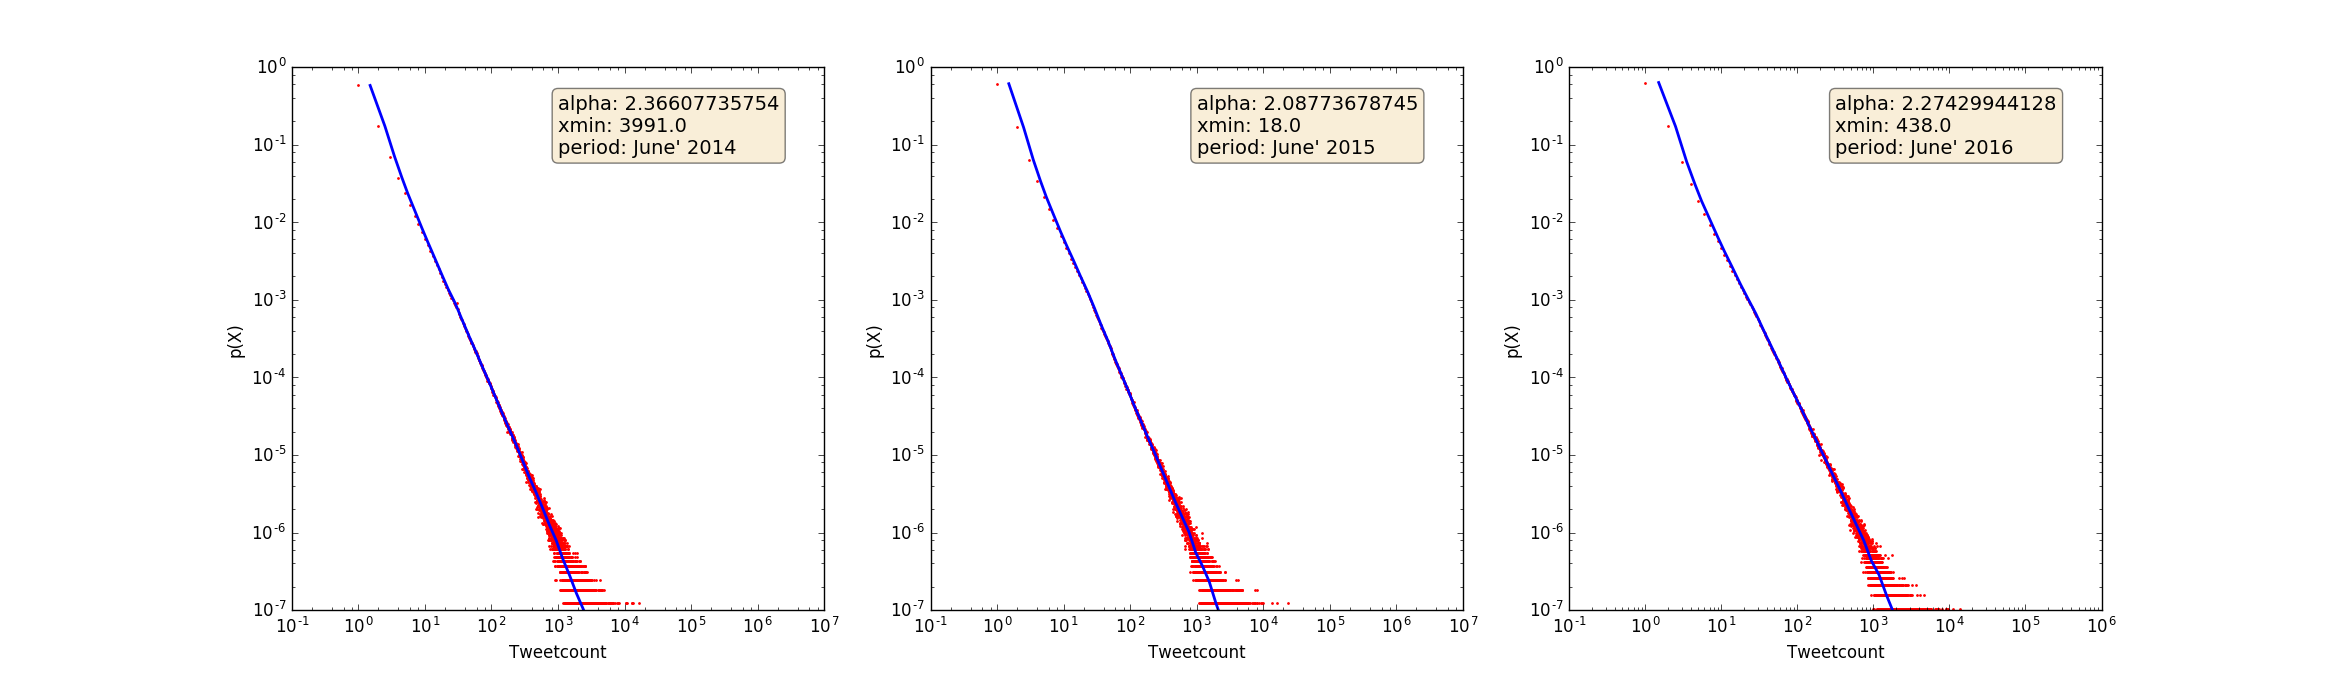 10^0
10^-1
10^-2
10^-3
10^-4
10^-5
10^-6
10^-7
p(X)
alpha: 2.36607735754
xmin: 3991.0
period: June' 2014
10^-1 10^0 10^1 10^2 10^3 10^4 10^5 10^6 10^7
Tweetcount
10^0
10^-1
10^-2
10^-3
10^-4
10^-5
10^-6
10^-7
p(X)
alpha: 2.08773678745
xmin: 18.0
period: June' 2015
10^-1 10^0 10^1 10^2 10^3 10^4 10^5 10^6 10^7
Tweetcount
10^0
10^-1
10^-2
10^-3
10^-4
10^-5
10^-6
10^-7
p(X)
alpha: 2.27429944128
xmin: 438.0
period: June' 2016
10^-1 10^0 10^1 10^2 10^3 10^4 10^5 10^6
Tweetcount